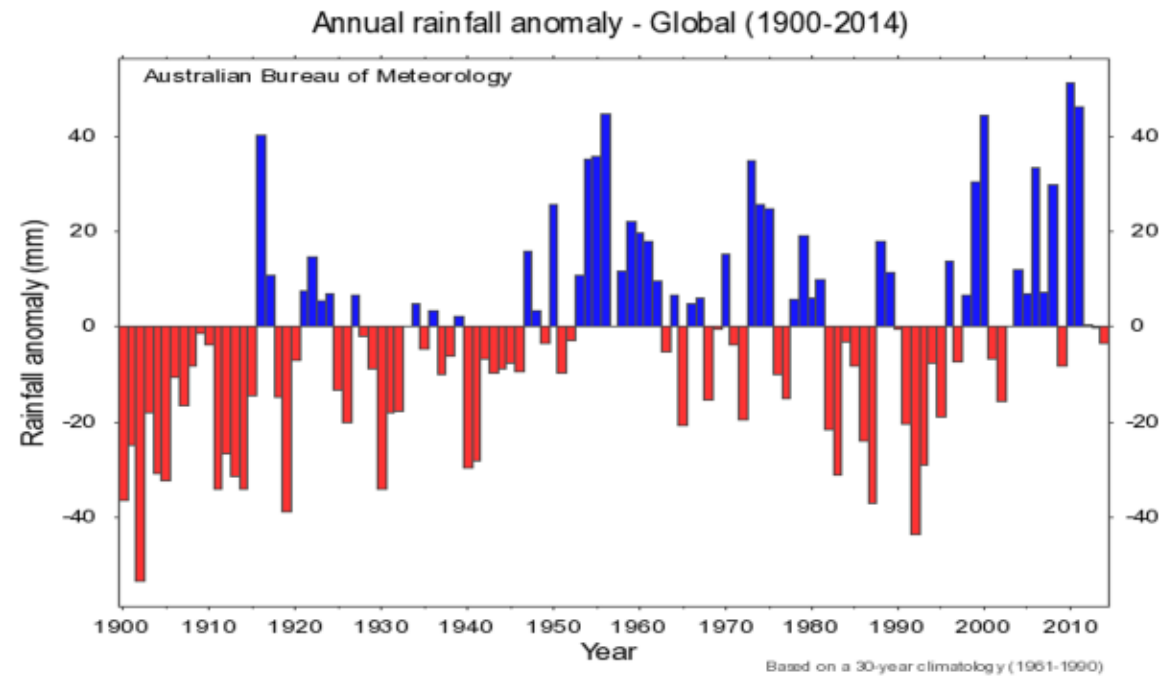 Annual rainfall anomaly - Global (1900-2014)
Australian Bureau of Meteorology
40
20
0
-20
-40
40
20
0
-20
-40
Rainfall anomaly (mm)
1900 1910 1920 1930 1940 1950 1960 1970 1980 1990 2000 2010
Year
Based on a 30-year climatology (1961-1990)